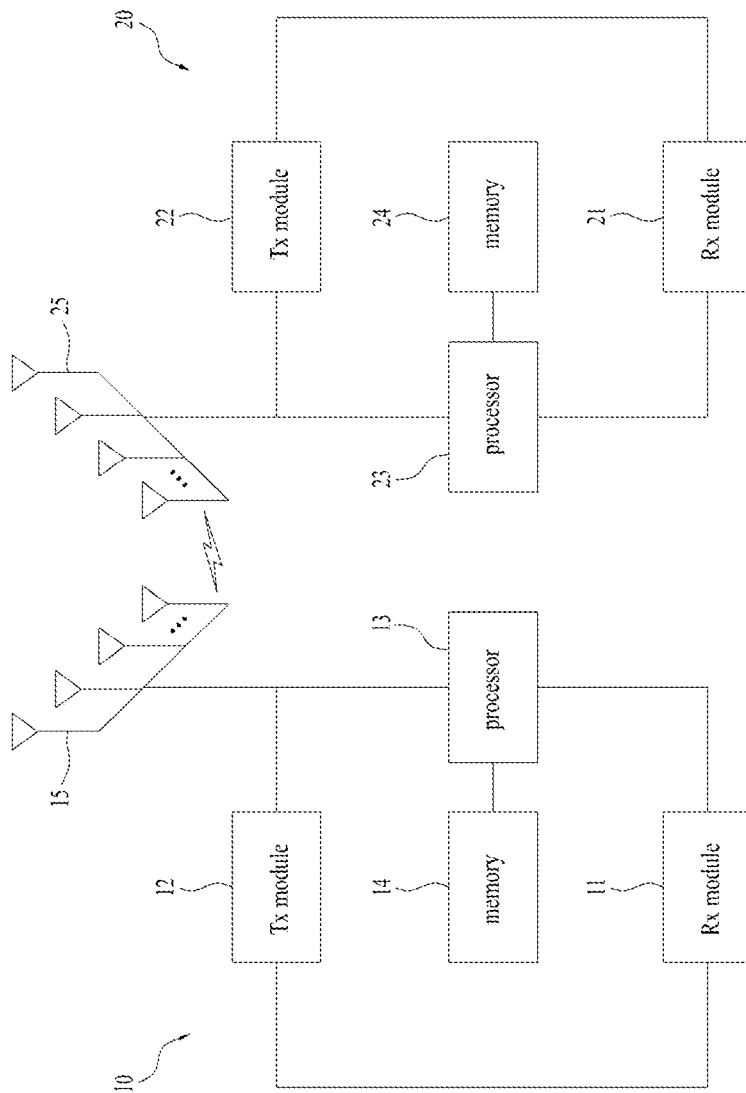 10
15
12
Tx module
14
memory
13
processor
11
Rx module
20
25
22
Tx module
24
memory
23
processor
21
Rx module